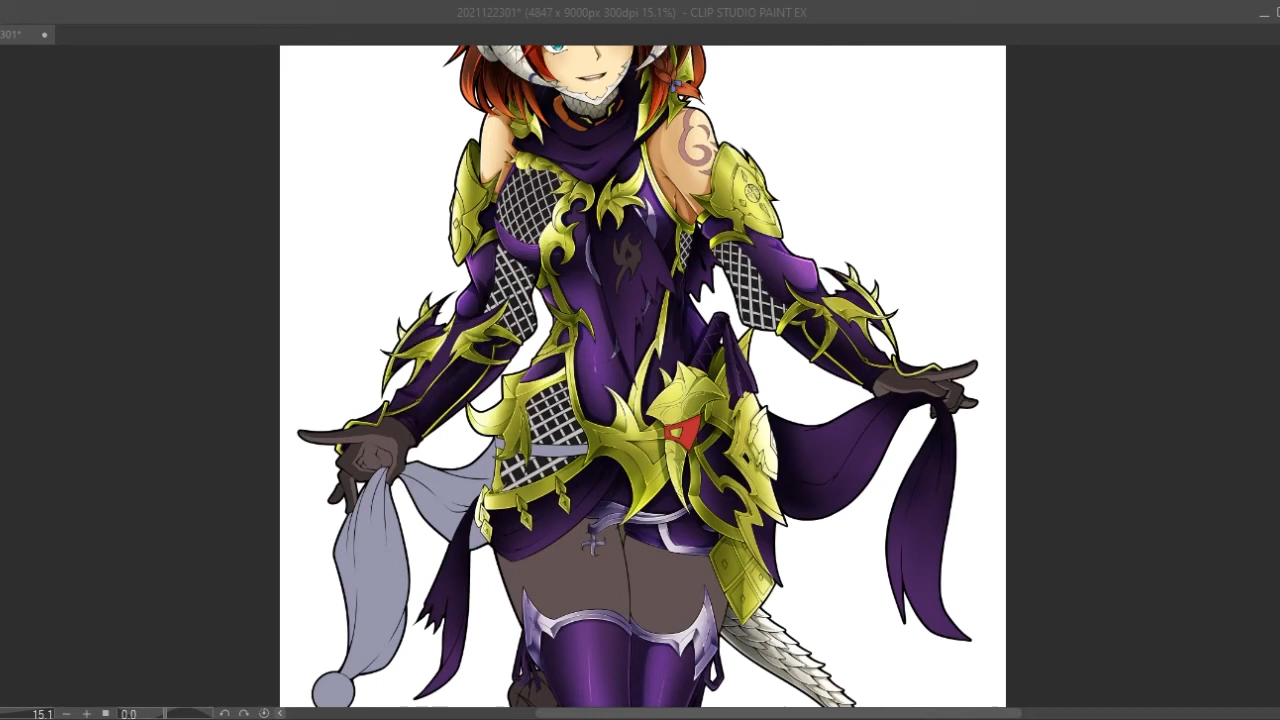 2021122301* (4847 x 9000px 300dpi 15.1%) - CLIP STUDIO PAINT EX
301*
15.1
0.0